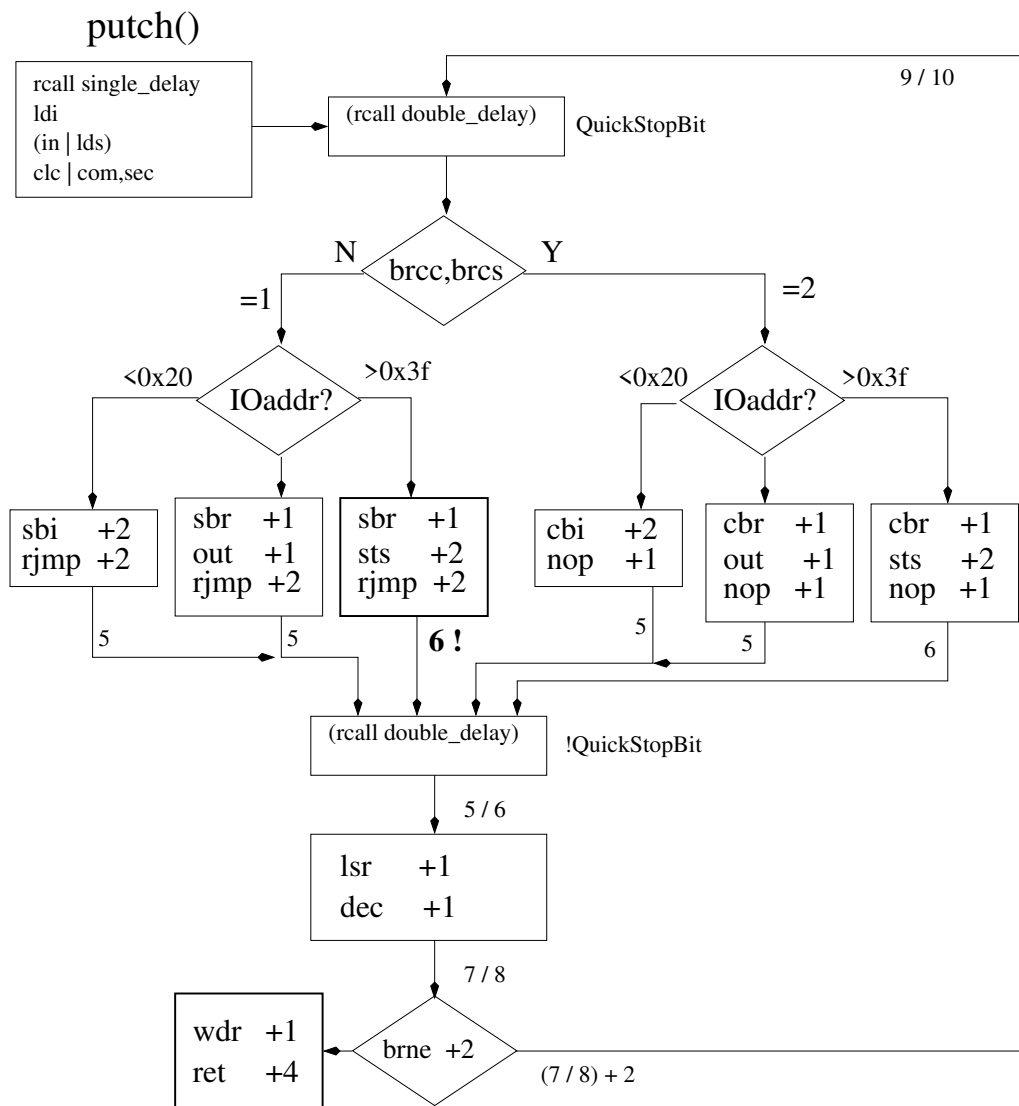 putch()
rcall single_delay
ldi
(in | lds)
clc | com,sec
9 / 10
(rcall double_delay)
QuickStopBit
N
Y
brcc,brcs
=1
=2
<0x20
>0x3f
IOaddr?
<0x20
>0x3f
IOaddr?
sbi +2
rjmp +2
sbr +1
out +1
rjmp +2
sbr +1
sts +2
rjmp +2
cbi +2
nop +1
cbr +1
out +1
nop +1
cbr +1
sts +2
nop +1
5
5
6 !
5
5
6
(rcall double_delay)
!QuickStopBit
5 / 6
lsr +1
dec +1
7 / 8
wdr +1
ret +4
brne +2
(7 / 8) + 2